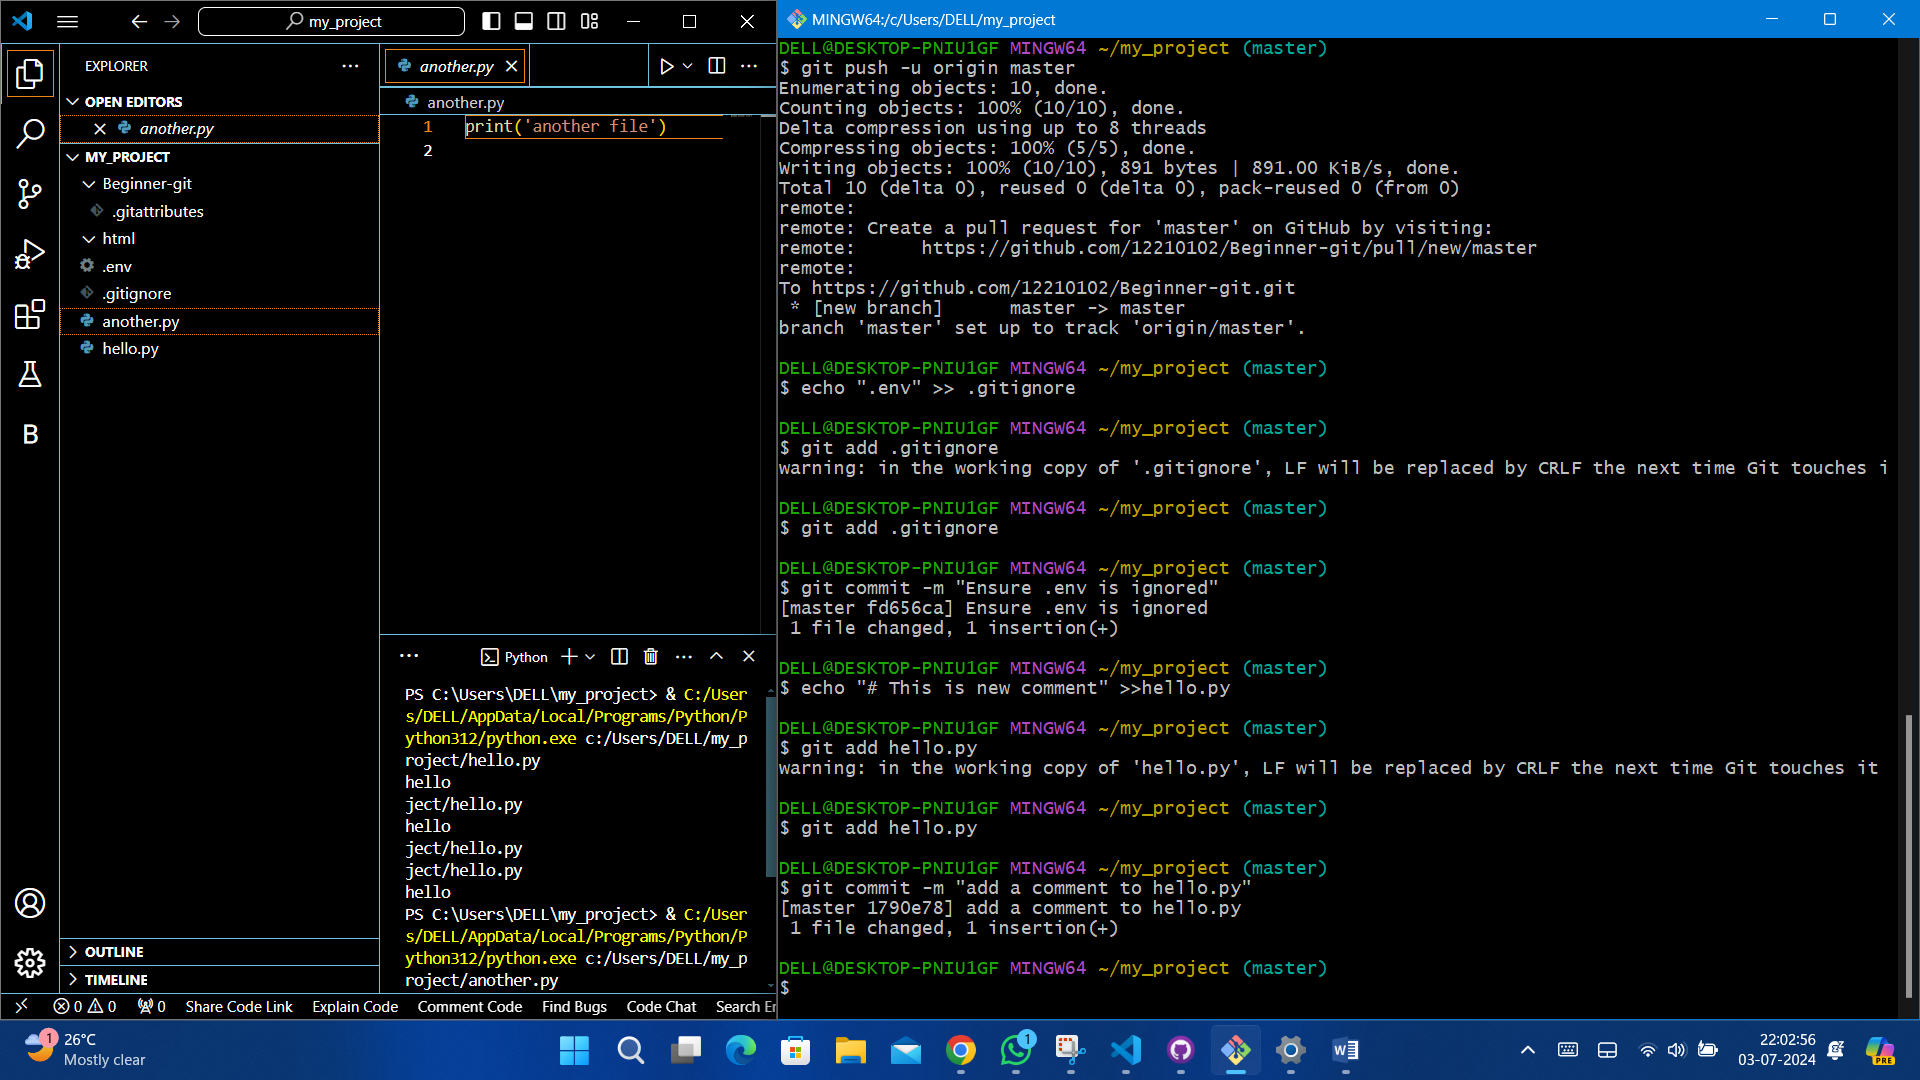 my_project
EXPLORER
OPEN EDITORS
another.py
MY_PROJECT
Beginner-git
.gitattributes
html
.env
.gitignore
another.py
hello.py
B
OUTLINE
TIMELINE
another.py
another.py
1 print('another file')
2
Python
PS C:\Users\DELL\my_project> & C:/User
s/DELL/AppData/Local/Programs/Python/P
ython312/python.exe c:/Users/DELL/my_p
roject/hello.py
hello
ject/hello.py
hello
ject/hello.py
ject/hello.py
hello
PS C:\Users\DELL\my_project> & C:/User
s/DELL/AppData/Local/Programs/Python/P
ython312/python.exe c:/Users/DELL/my_p
roject/another.py
0 0 0 Share Code Link Explain Code Comment Code Find Bugs Code Chat Search Er
MINGW64:/c/Users/DELL/my_project
DELL@DESKTOP-PNIU1GF MINGW64 ~/my_project (master)
$ git push -u origin master
Enumerating objects: 10, done.
Counting objects: 100% (10/10), done.
Delta compression using up to 8 threads
Compressing objects: 100% (5/5), done.
Writing objects: 100% (10/10), 891 bytes | 891.00 KiB/s, done.
Total 10 (delta 0), reused 0 (delta 0), pack-reused 0 (from 0)
remote:
remote: Create a pull request for 'master' on GitHub by visiting:
remote:      https://github.com/12210102/Beginner-git/pull/new/master
remote:
To https://github.com/12210102/Beginner-git.git
 * [new branch]      master -> master
branch 'master' set up to track 'origin/master'.
DELL@DESKTOP-PNIU1GF MINGW64 ~/my_project (master)
$ echo ".env" >> .gitignore
DELL@DESKTOP-PNIU1GF MINGW64 ~/my_project (master)
$ git add .gitignore
warning: in the working copy of '.gitignore', LF will be replaced by CRLF the next time Git touches i
DELL@DESKTOP-PNIU1GF MINGW64 ~/my_project (master)
$ git add .gitignore
DELL@DESKTOP-PNIU1GF MINGW64 ~/my_project (master)
$ git commit -m "Ensure .env is ignored"
[master fd656ca] Ensure .env is ignored
 1 file changed, 1 insertion(+)
DELL@DESKTOP-PNIU1GF MINGW64 ~/my_project (master)
$ echo "# This is new comment" >>hello.py
DELL@DESKTOP-PNIU1GF MINGW64 ~/my_project (master)
$ git add hello.py
warning: in the working copy of 'hello.py', LF will be replaced by CRLF the next time Git touches it
DELL@DESKTOP-PNIU1GF MINGW64 ~/my_project (master)
$ git add hello.py
DELL@DESKTOP-PNIU1GF MINGW64 ~/my_project (master)
$ git commit -m "add a comment to hello.py"
[master 1790e78] add a comment to hello.py
 1 file changed, 1 insertion(+)
DELL@DESKTOP-PNIU1GF MINGW64 ~/my_project (master)
$
1
26°C
Mostly clear
1
22:02:56
03-07-2024
PRE